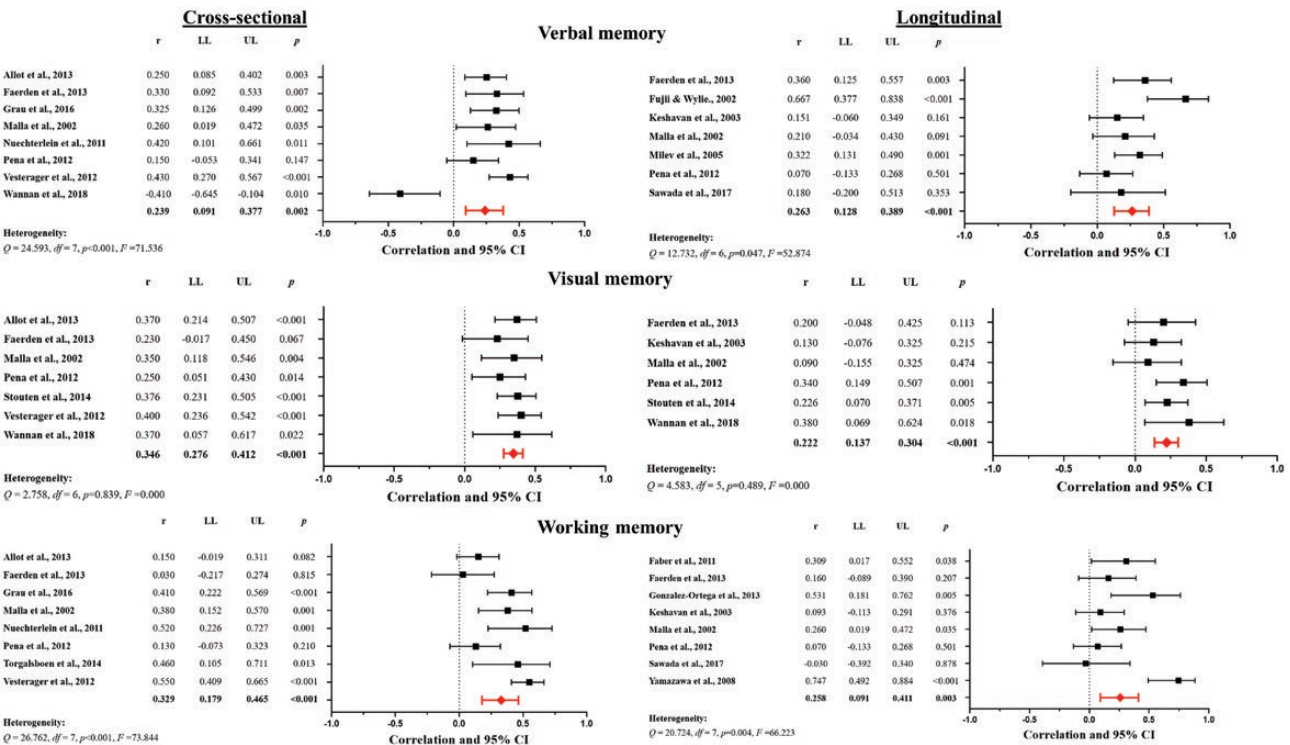 Cross-sectional
Longitudinal
Verbal memory
r LL UL p
Allot et al., 2013 0.250 0.085 0.402 0.003
Faerden et al., 2013 0.330 0.092 0.533 0.007
Grau et al., 2016 0.325 0.126 0.499 0.002
Malla et al., 2002 0.260 0.019 0.472 0.035
Nuechterlein et al., 2011 0.420 0.101 0.661 0.011
Pena et al., 2012 0.150 -0.053 0.341 0.147
Vesterager et al., 2012 0.430 0.270 0.567 <0.001
Wannan et al., 2018 -0.410 -0.645 -0.104 0.010
0.239 0.091 0.377 0.002
-1.0 -0.5 0.0 0.5 1.0
Correlation and 95% CI
Heterogeneity:
Q = 24.593, df = 7, p<0.001, F =71.536
r LL UL p
Faerden et al., 2013 0.360 0.125 0.557 0.003
Fujii & Wylie., 2002 0.667 0.377 0.838 <0.001
Keshavan et al., 2003 0.151 -0.060 0.349 0.161
Malla et al., 2002 0.210 -0.034 0.430 0.091
Milev et al., 2005 0.322 0.131 0.490 0.001
Pena et al., 2012 0.070 -0.133 0.268 0.501
Sawada et al., 2017 0.180 -0.200 0.513 0.353
0.263 0.128 0.389 <0.001
-1.0 -0.5 0.0 0.5 1.0
Correlation and 95% CI
Heterogeneity:
Q = 12.732, df = 6, p=0.047, F =52.874
Visual memory
r LL UL p
Allot et al., 2013 0.370 0.214 0.507 <0.001
Faerden et al., 2013 0.230 -0.017 0.450 0.067
Malla et al., 2002 0.350 0.118 0.546 0.004
Pena et al., 2012 0.250 0.051 0.430 0.014
Stouten et al., 2014 0.376 0.231 0.505 <0.001
Vesterager et al., 2012 0.400 0.236 0.542 <0.001
Wannan et al., 2018 0.370 0.057 0.617 0.022
0.346 0.276 0.412 <0.001
-1.0 -0.5 0.0 0.5 1.0
Correlation and 95% CI
Heterogeneity:
Q = 2.758, df = 6, p=0.839, F =0.000
r LL UL p
Faerden et al., 2013 0.200 -0.048 0.425 0.113
Keshavan et al., 2003 0.130 -0.076 0.325 0.215
Malla et al., 2002 0.090 -0.155 0.325 0.474
Pena et al., 2012 0.340 0.149 0.507 0.001
Stouten et al., 2014 0.226 0.070 0.371 0.005
Wannan et al., 2018 0.380 0.069 0.624 0.018
0.222 0.137 0.304 <0.001
-1.0 -0.5 0.0 0.5 1.0
Correlation and 95% CI
Heterogeneity:
Q = 4.583, df = 5, p=0.489, F =0.000
Working memory
r LL UL p
Allot et al., 2013 0.150 -0.019 0.311 0.082
Faerden et al., 2013 0.030 -0.217 0.274 0.815
Grau et al., 2016 0.410 0.222 0.569 <0.001
Malla et al., 2002 0.380 0.152 0.570 0.001
Nuechterlein et al., 2011 0.520 0.226 0.727 0.001
Pena et al., 2012 0.130 -0.073 0.323 0.210
Torgalsboen et al., 2014 0.460 0.105 0.711 0.013
Vesterager et al., 2012 0.550 0.409 0.665 <0.001
0.329 0.179 0.465 <0.001
-1.0 -0.5 0.0 0.5 1.0
Correlation and 95% CI
Heterogeneity:
Q = 26.762, df = 7, p<0.001, F =73.844
r LL UL p
Faber et al., 2011 0.309 0.017 0.552 0.038
Faerden et al., 2013 0.160 -0.089 0.390 0.207
Gonzalez-Ortega et al., 2013 0.531 0.181 0.762 0.005
Keshavan et al., 2003 0.093 -0.113 0.291 0.376
Malla et al., 2002 0.260 0.019 0.472 0.035
Pena et al., 2012 0.070 -0.133 0.268 0.501
Sawada et al., 2017 -0.030 -0.392 0.340 0.878
Yamazawa et al., 2008 0.747 0.492 0.884 <0.001
0.258 0.091 0.411 0.003
-1.0 -0.5 0.0 0.5 1.0
Correlation and 95% CI
Heterogeneity:
Q = 20.724, df = 7, p=0.004, F =66.223